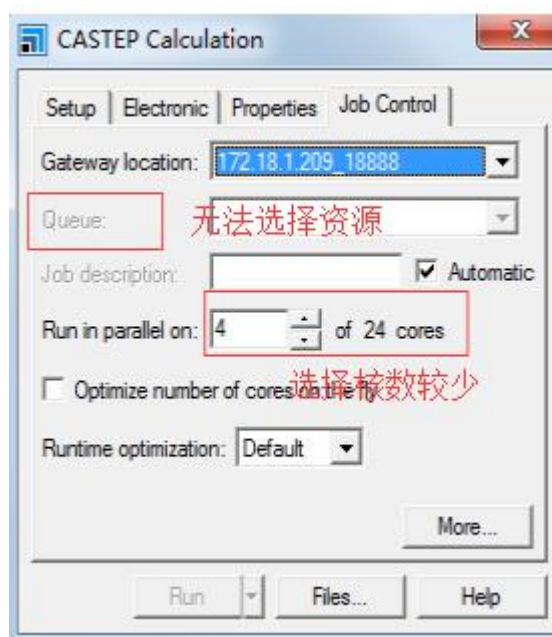 CASTEP Calculation
Setup Electronic Properties Job Control
Gateway location: 172.18.1.209_18888
Queue: 无法选择资源
Job description: Automatic
Run in parallel on: 4 of 24 cores
Optimize number of cores on the fly
选择核数较少
Runtime optimization: Default
More...
Run Files... Help